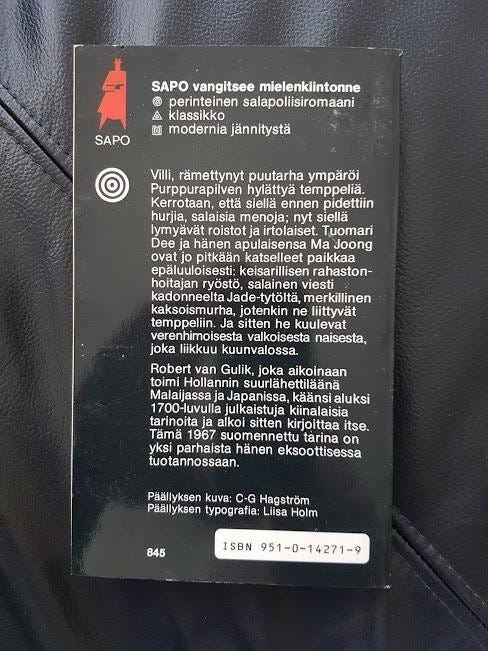 SAPO vangitsee mielenkiintonne
perinteinen salapoliisiromaani
klassikko
modernia jännitystä
SAPO
Villi, rämettynyt puutarha ympäröi
Purppurapilven hylättyä temppeliä.
Kerrotaan, että siellä ennen pidettiin
hurjia, salaisia menoja; nyt siellä
lymyävät roistot ja irtolaiset. Tuomari
Dee ja hänen apulaisensa Ma Joong
ovat jo pitkään katselleet paikkaa
epäluuloisesti: keisarillisen rahaston-
hoitajan ryöstö, salainen viesti
kadonneelta Jade-tytöltä, merkillinen
kaksoismurha, jotenkin ne liittyvät
temppeliin. Ja sitten he kuulevat
verenhimoisesta valkoisesta naisesta,
joka liikkuu kuunvalossa.
Robert van Gulik, joka aikoinaan
toimi Hollannin suurlähettiläänä
Malaijassa ja Japanissa, käänsi aluksi
1700-luvulla julkaistuja kiinalaisia
tarinoita ja alkoi sitten kirjoittaa itse.
Tämä 1967 suomennettu tarina on
yksi parhaista hänen eksoottisessa
tuotannossaan.
Päällyksen kuva: C-G Hagström
Päällyksen typografia: Liisa Holm
845
ISBN 951-0-14271-9